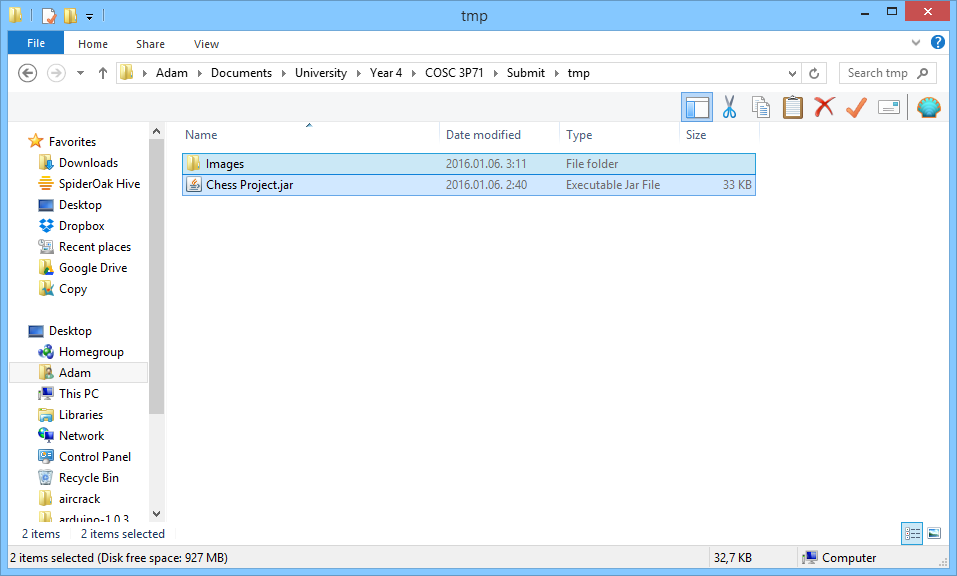 tmp
File Home Share View
Adam Documents University Year 4 COSC 3P71 Submit tmp Search tmp
Name Date modified Type Size
Images 2016.01.06. 3:11 File folder
Chess Project.jar 2016.01.06. 2:40 Executable Jar File 33 KB
Favorites
Downloads
SpiderOak Hive
Desktop
Dropbox
Recent places
Google Drive
Copy
Desktop
Homegroup
Adam
This PC
Libraries
Network
Control Panel
Recycle Bin
aircrack
arduino-1.0.3
2 items 2 items selected
2 items selected (Disk free space: 927 MB) 32,7 KB Computer